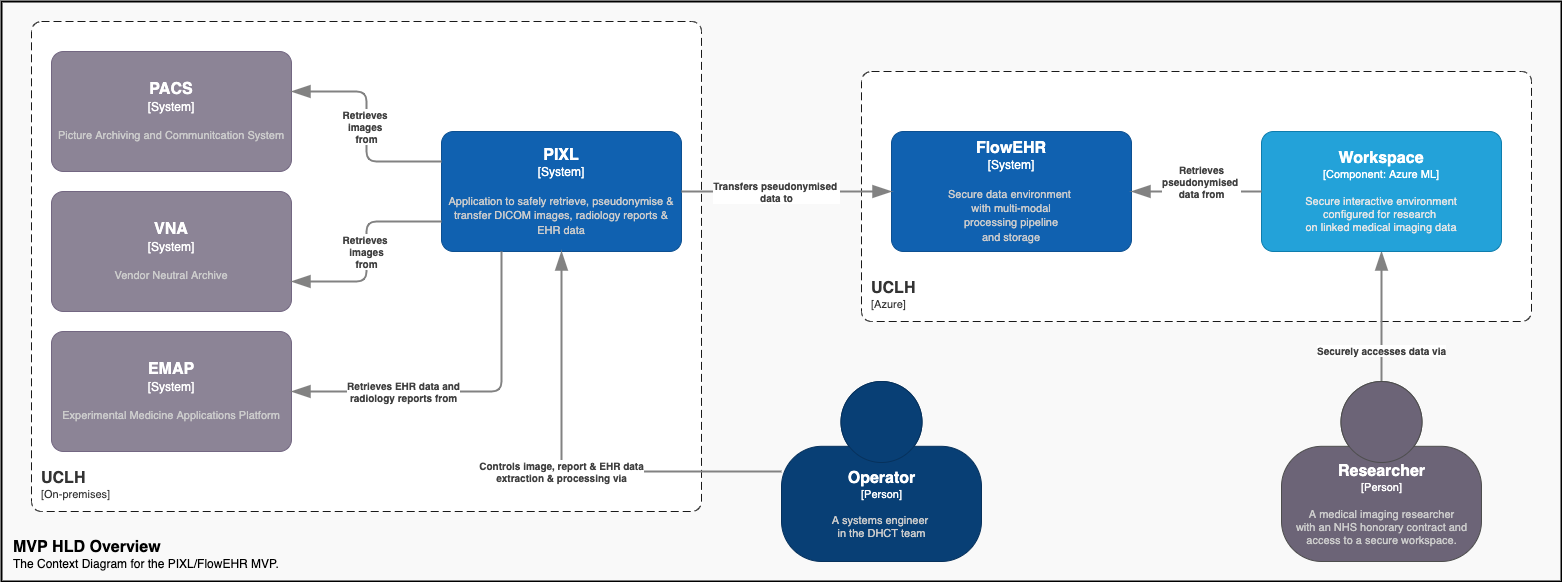 PACS
[System]
Picture Archiving and Communitcation System
Retrieves
images
from
VNA
[System]
Vendor Neutral Archive
Retrieves
images
from
EMAP
[System]
Experimental Medicine Applications Platform
Retrieves EHR data and
radiology reports from
PIXL
[System]
Application to safely retrieve, pseudonymise &
transfer DICOM images, radiology reports &
EHR data
Controls image, report & EHR data
extraction & processing via
UCLH
[On-premises]
Transfers pseudonymised
data to
FlowEHR
[System]
Secure data environment
with multi-modal
processing pipeline
and storage
Retrieves
pseudonymised
data from
Workspace
[Component: Azure ML]
Secure interactive environment
configured for research
on linked medical imaging data
UCLH
[Azure]
Securely accesses data via
Operator
[Person]
A systems engineer
in the DHCT team
Researcher
[Person]
A medical imaging researcher
with an NHS honorary contract and
access to a secure workspace.
MVP HLD Overview
The Context Diagram for the PIXL/FlowEHR MVP.